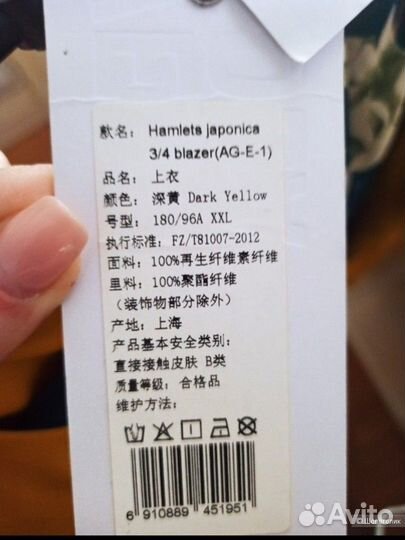 款名： Hamlets japonica
3/4 blazer(AG-E-1)
品名：上衣
颜色：深黄 Dark Yellow
号型：180/96A XXL
执行标准：FZ/T81007-2012
面料：100%再生纤维素纤维
里料：100%聚酯纤维
（装饰物部分除外）
产地：上海
产品基本安全类别：
直接接触皮肤 B类
质量等级：合格品
维护方法：
6 910889 451951
Avito